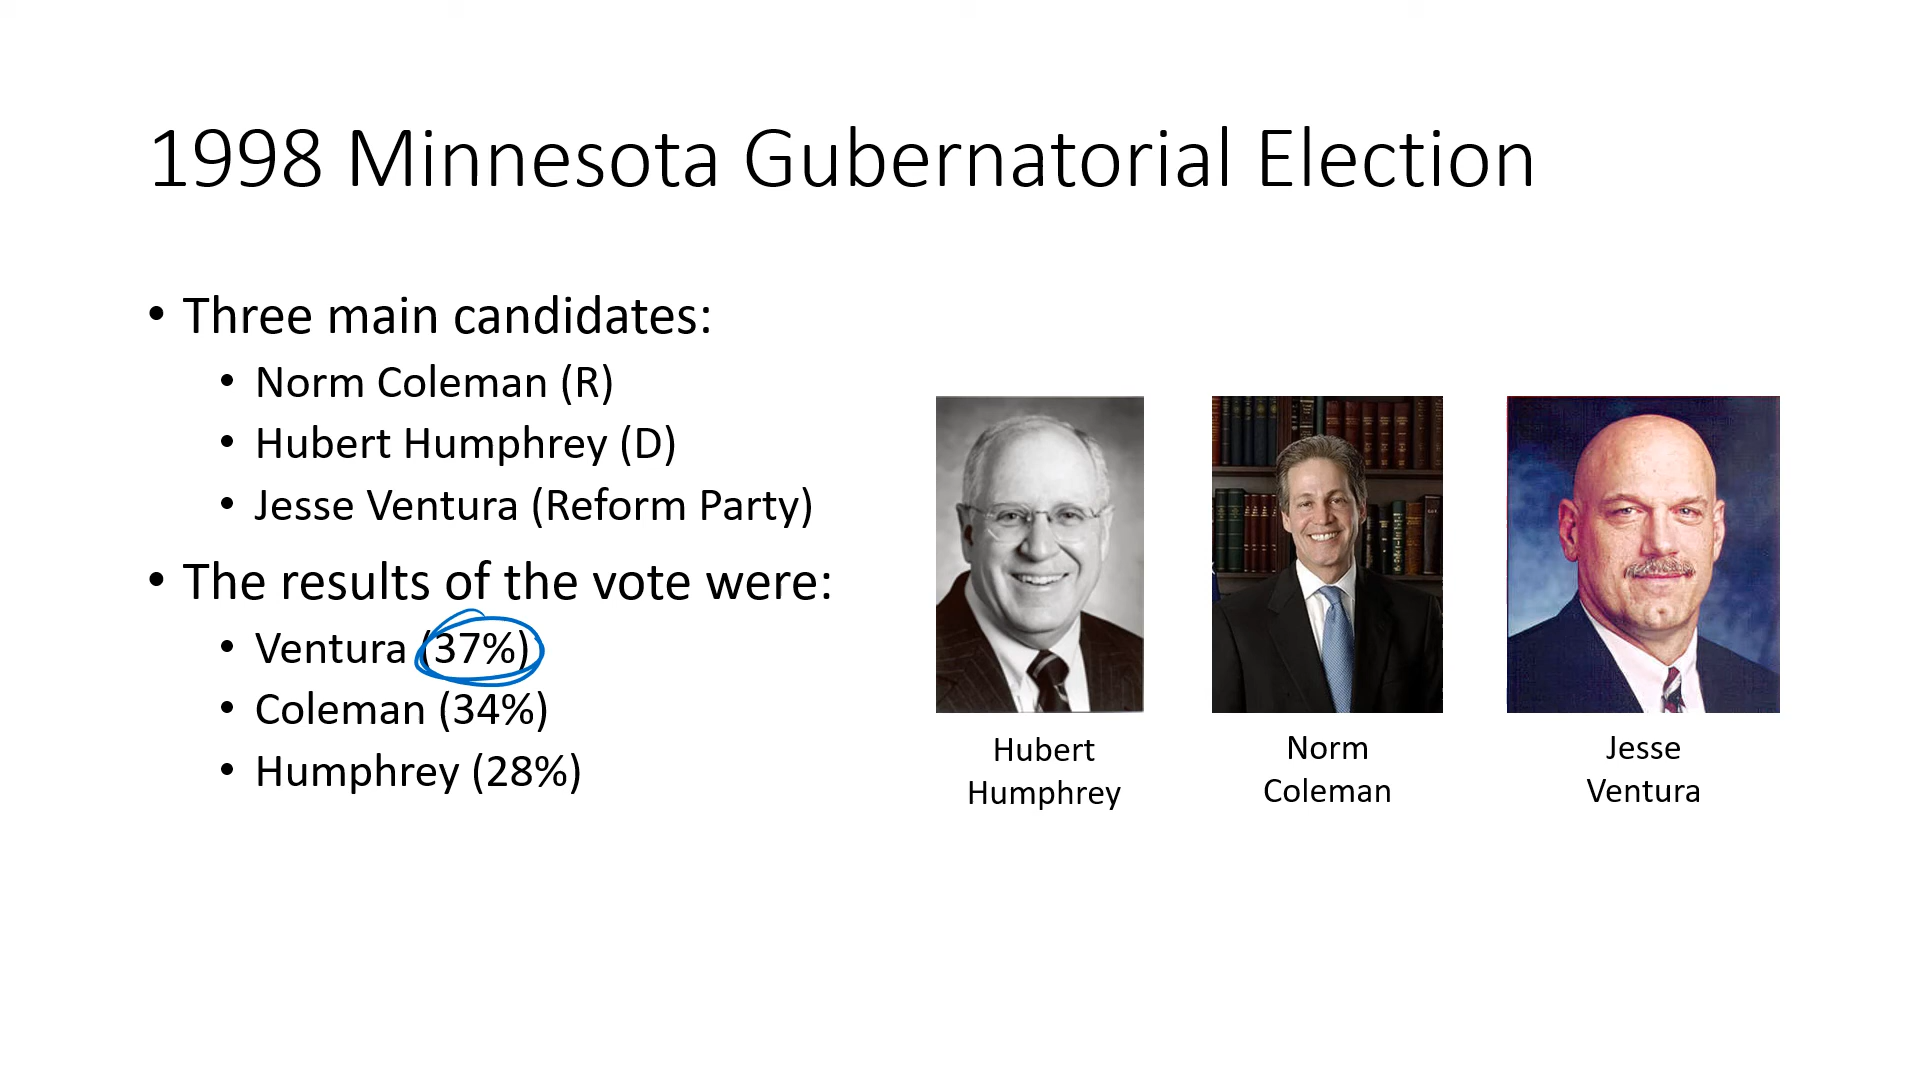 1998 Minnesota Gubernatorial Election
• Three main candidates:
• Norm Coleman (R)
• Hubert Humphrey (D)
• Jesse Ventura (Reform Party)
• The results of the vote were:
• Ventura (37%)
• Coleman (34%)
• Humphrey (28%)
Hubert
Humphrey
Norm
Coleman
Jesse
Ventura